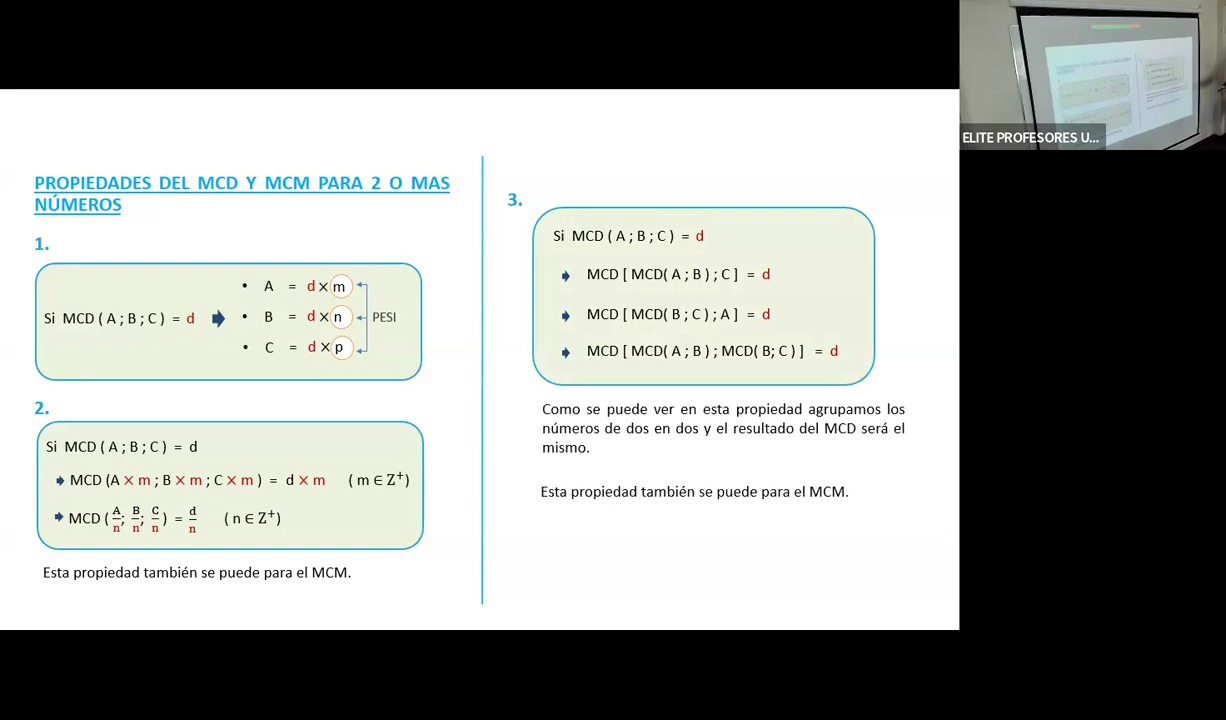 PROPIEDADES DEL MCD Y MCM PARA 2 O MAS
NÚMEROS
1.
Si MCD ( A ; B ; C ) = d
• A = d × m
• B = d × n
• C = d × p
PESI
2.
Si MCD ( A ; B ; C ) = d
MCD (A × m ; B × m ; C × m ) = d × m ( m ∈ Z⁺)
MCD ( A/n ; B/n ; C/n ) = d/n ( n ∈ Z⁺)
Esta propiedad también se puede para el MCM.
3.
Si MCD ( A ; B ; C ) = d
MCD [ MCD( A ; B ) ; C ] = d
MCD [ MCD( B ; C ) ; A ] = d
MCD [ MCD( A ; B ) ; MCD( B; C ) ] = d
Como se puede ver en esta propiedad agrupamos los
números de dos en dos y el resultado del MCD será el
mismo.
Esta propiedad también se puede para el MCM.
ELITE PROFESORES U...